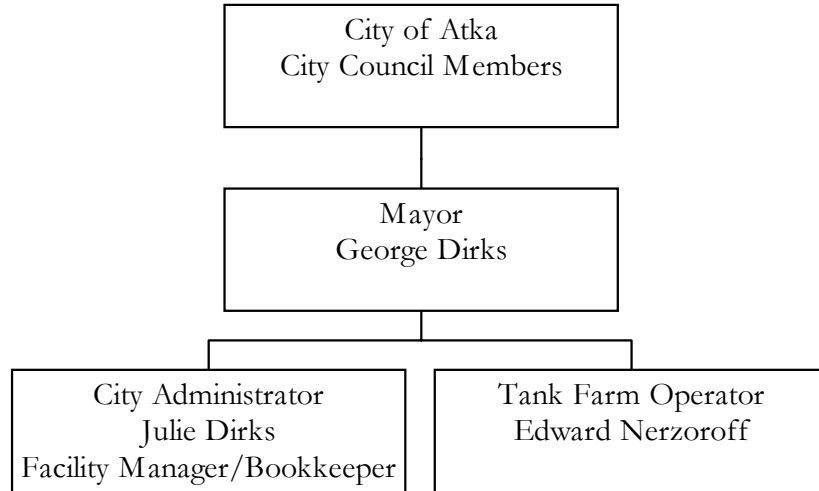 City of Atka
City Council Members
Mayor
George Dirks
City Administrator
Julie Dirks
Facility Manager/Bookkeeper
Tank Farm Operator
Edward Nerzoroff